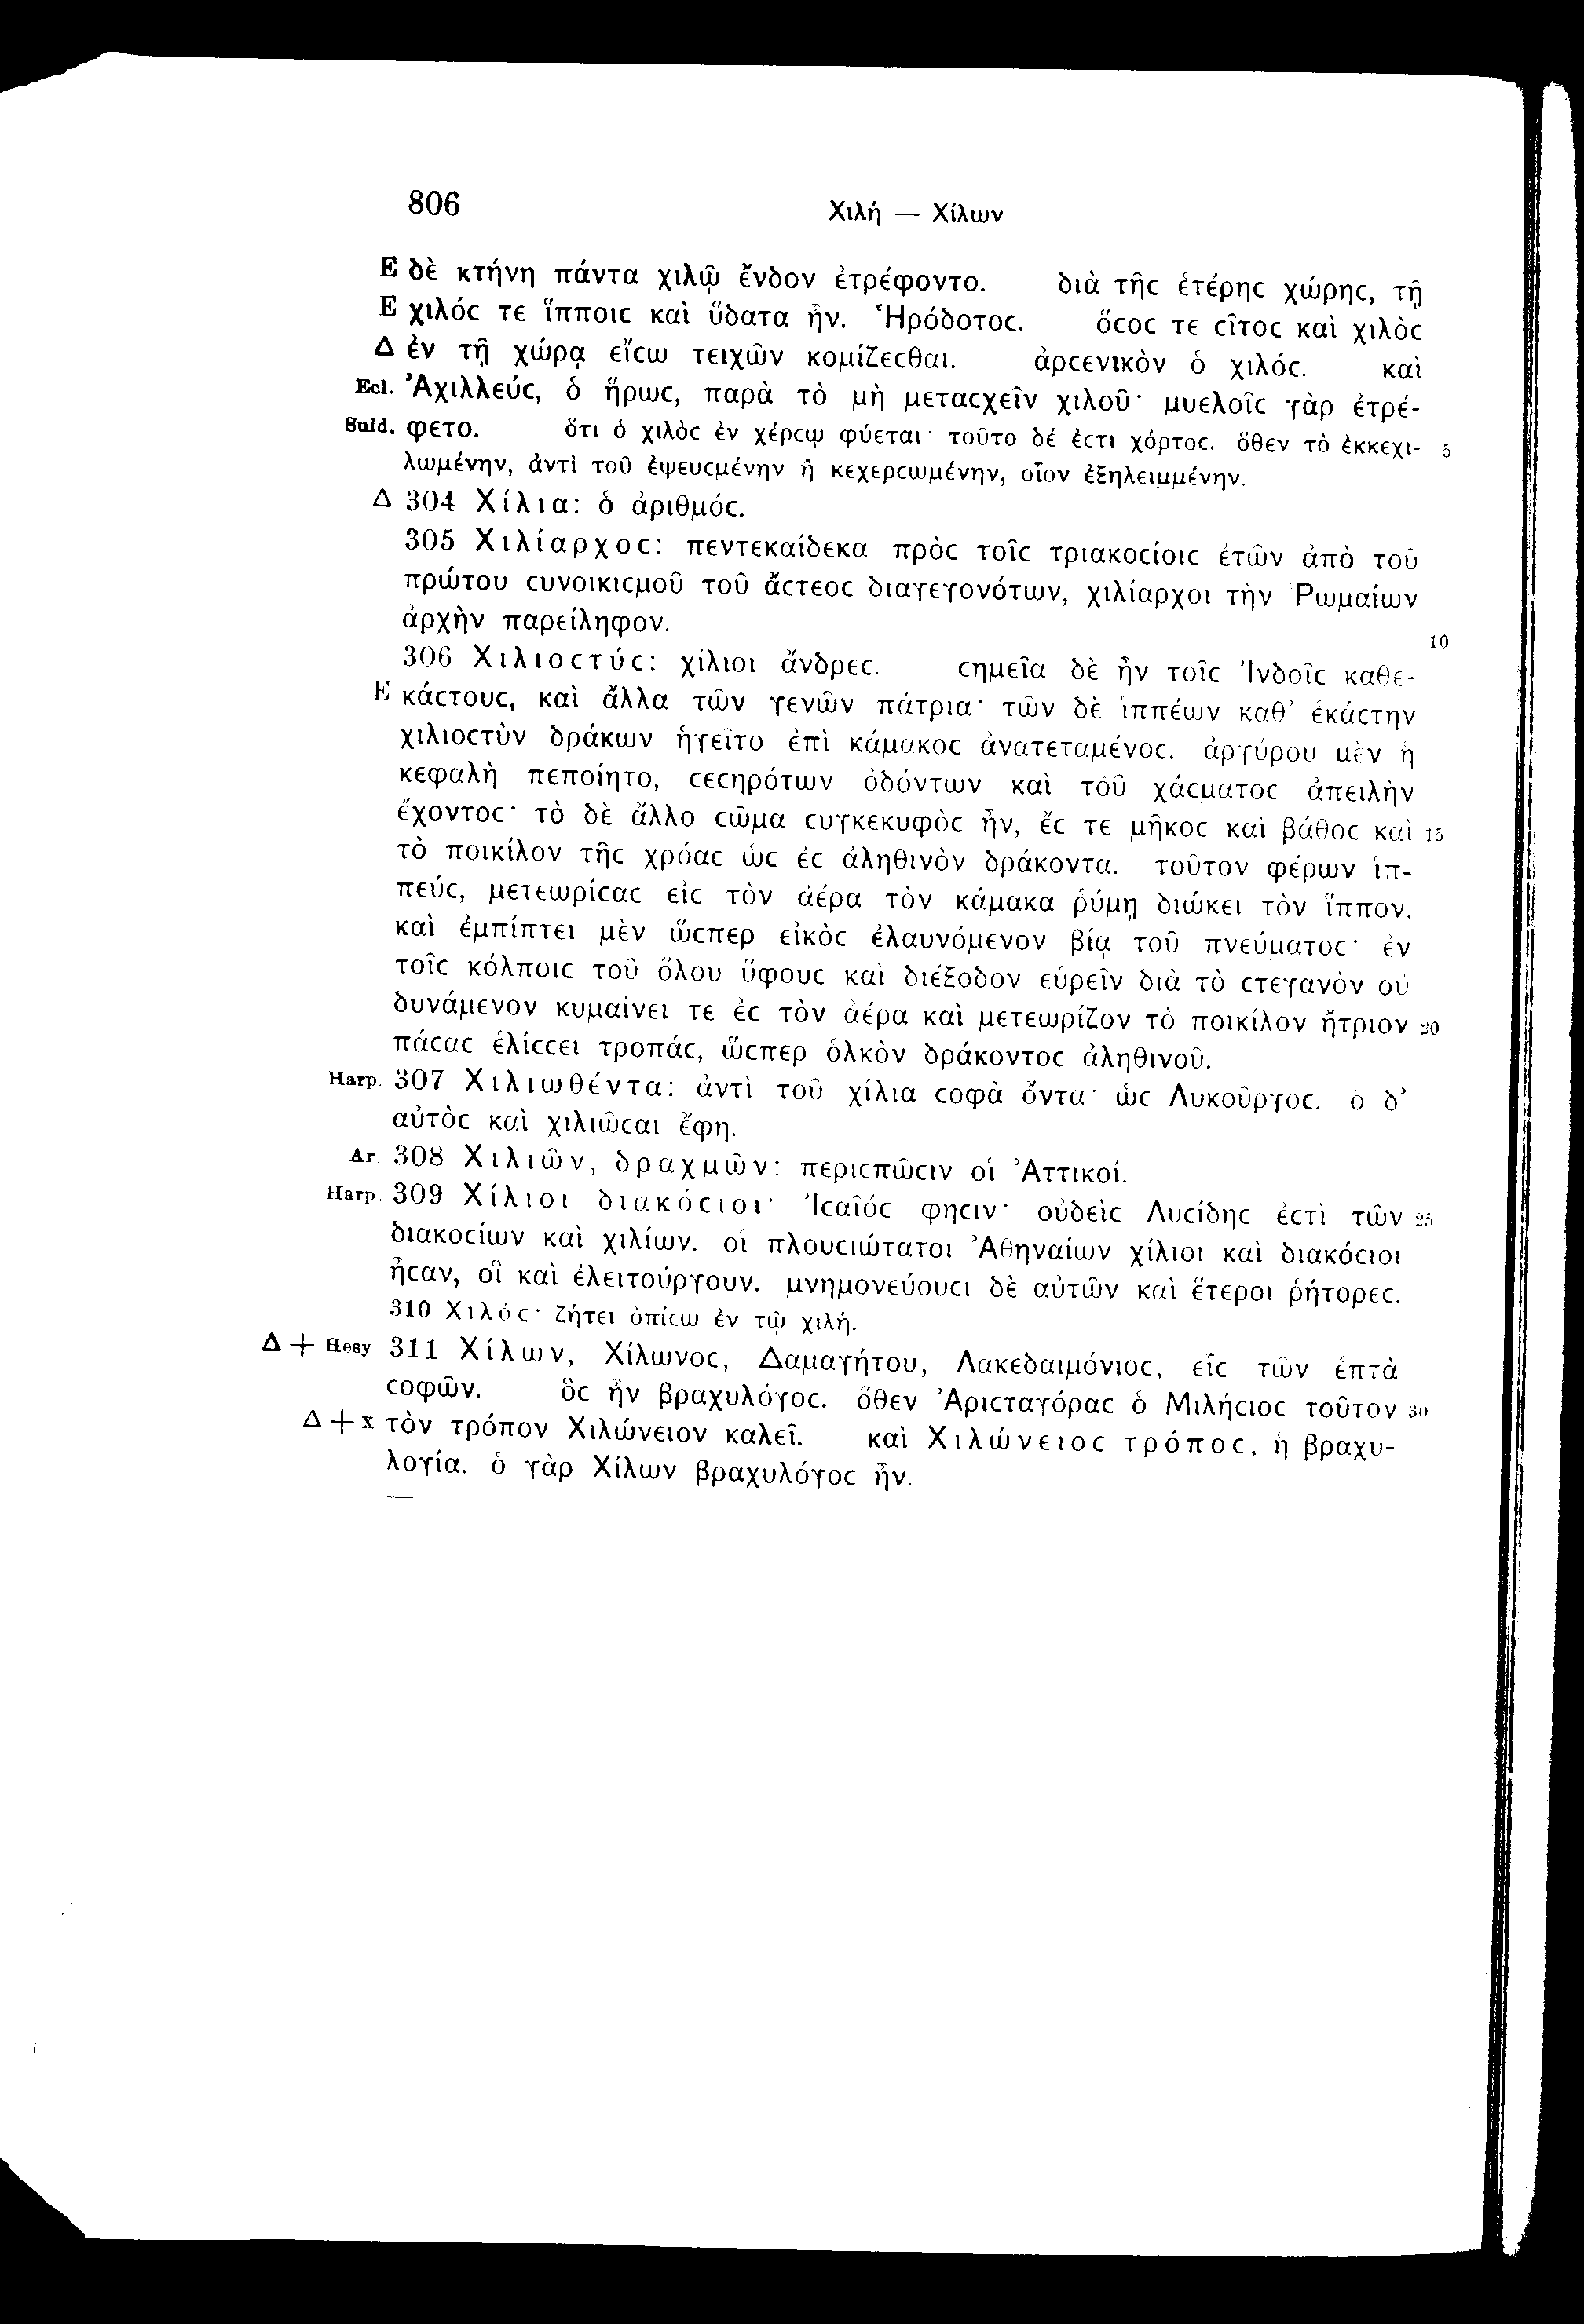 806
Χιλή — Χίλων
E δὲ κτήνη πάντα χιλῷ ἔνδον ἐτρέφοντο. διὰ τῆϲ ἑτέρηϲ χώρηϲ, τῇ
E χιλόϲ τε ἵπποιϲ καὶ ὕδατα ἦν. Ἡρόδοτοϲ. ὅϲοϲ τε ϲῖτοϲ καὶ χιλὸϲ
Δ ἐν τῇ χώρᾳ εἴϲω τειχῶν κομίζεϲθαι. ἀρϲενικὸν ὁ χιλόϲ. καὶ
Ecl. Ἀχιλλεύϲ, ὁ ἥρωϲ, παρὰ τὸ μὴ μεταϲχεῖν χιλοῦ· μυελοῖϲ γὰρ ἐτρέ-
Suid. φετο. ὅτι ὁ χιλὸϲ ἐν χέρϲῳ φύεται· τοῦτο δέ ἐϲτι χόρτοϲ. ὅθεν τὸ ἐκκεχι- 5
λωμένην, ἀντὶ τοῦ ἐψευϲμένην ἢ κεχερϲωμένην, οἷον ἐξηλειμμένην.
Δ 304 Χίλια: ὁ ἀριθμόϲ.
305 Χιλίαρχοϲ: πεντεκαίδεκα πρὸϲ τοῖϲ τριακοϲίοιϲ ἐτῶν ἀπὸ τοῦ
πρώτου ϲυνοικιϲμοῦ τοῦ ἄϲτεοϲ διαγεγονότων, χιλίαρχοι τὴν Ῥωμαίων
ἀρχὴν παρείληφον. 10
306 Χιλιοϲτύϲ: χίλιοι ἄνδρεϲ. ϲημεῖα δὲ ἦν τοῖϲ Ἰνδοῖϲ καθε-
E κάϲτουϲ, καὶ ἄλλα τῶν γενῶν πάτρια· τῶν δὲ ἱππέων καθ’ ἑκάϲτην
χιλιοϲτὺν δράκων ἡγεῖτο ἐπὶ κάμακοϲ ἀνατεταμένοϲ. ἀργύρου μὲν ἡ
κεφαλὴ πεποίητο, ϲεϲηρότων ὀδόντων καὶ τοῦ χάϲματοϲ ἀπειλὴν
ἔχοντοϲ· τὸ δὲ ἄλλο ϲῶμα ϲυγκεκυφὸϲ ἦν, ἔϲ τε μῆκοϲ καὶ βάθοϲ καὶ 15
τὸ ποικίλον τῆϲ χρόαϲ ὡϲ ἐϲ ἀληθινὸν δράκοντα. τοῦτον φέρων ἱπ-
πεύϲ, μετεωρίϲαϲ εἰϲ τὸν ἀέρα τὸν κάμακα ῥύμῃ διώκει τὸν ἵππον.
καὶ ἐμπίπτει μὲν ὥϲπερ εἰκὸϲ ἐλαυνόμενον βίᾳ τοῦ πνεύματοϲ· ἐν
τοῖϲ κόλποιϲ τοῦ ὅλου ὕφουϲ καὶ διέξοδον εὑρεῖν διὰ τὸ ϲτεγανὸν οὐ
δυνάμενον κυμαίνει τε ἐϲ τὸν ἀέρα καὶ μετεωρίζον τὸ ποικίλον ἤτριον 20
πάϲαϲ ἑλίϲϲει τροπάϲ, ὥϲπερ ὁλκὸν δράκοντοϲ ἀληθινοῦ.
Harp. 307 Χιλιωθέντα: ἀντὶ τοῦ χίλια ϲοφὰ ὄντα· ὡϲ Λυκοῦργοϲ. ὁ δ’
αὐτὸϲ καὶ χιλιῶϲαι ἔφη.
Ar. 308 Χιλιῶν, δραχμῶν: περιϲπῶϲιν οἱ Ἀττικοί.
Harp. 309 Χίλιοι διακόϲιοι· Ἰϲαῖόϲ φηϲιν· οὐδεὶϲ Λυϲίδηϲ ἐϲτὶ τῶν 25
διακοϲίων καὶ χιλίων. οἱ πλουϲιώτατοι Ἀθηναίων χίλιοι καὶ διακόϲιοι
ἦϲαν, οἳ καὶ ἐλειτούργουν. μνημονεύουϲι δὲ αὐτῶν καὶ ἕτεροι ῥήτορεϲ.
310 Χιλόϲ· ζήτει ὀπίϲω ἐν τῷ χιλή.
Δ + Hesy. 311 Χίλων, Χίλωνοϲ, Δαμαγήτου, Λακεδαιμόνιοϲ, εἷϲ τῶν ἑπτὰ
ϲοφῶν. ὃϲ ἦν βραχυλόγοϲ. ὅθεν Ἀριϲταγόραϲ ὁ Μιλήϲιοϲ τοῦτον 30
Δ + x τὸν τρόπον Χιλώνειον καλεῖ. καὶ Χιλώνειοϲ τρόποϲ, ἡ βραχυ-
λογία. ὁ γὰρ Χίλων βραχυλόγοϲ ἦν.